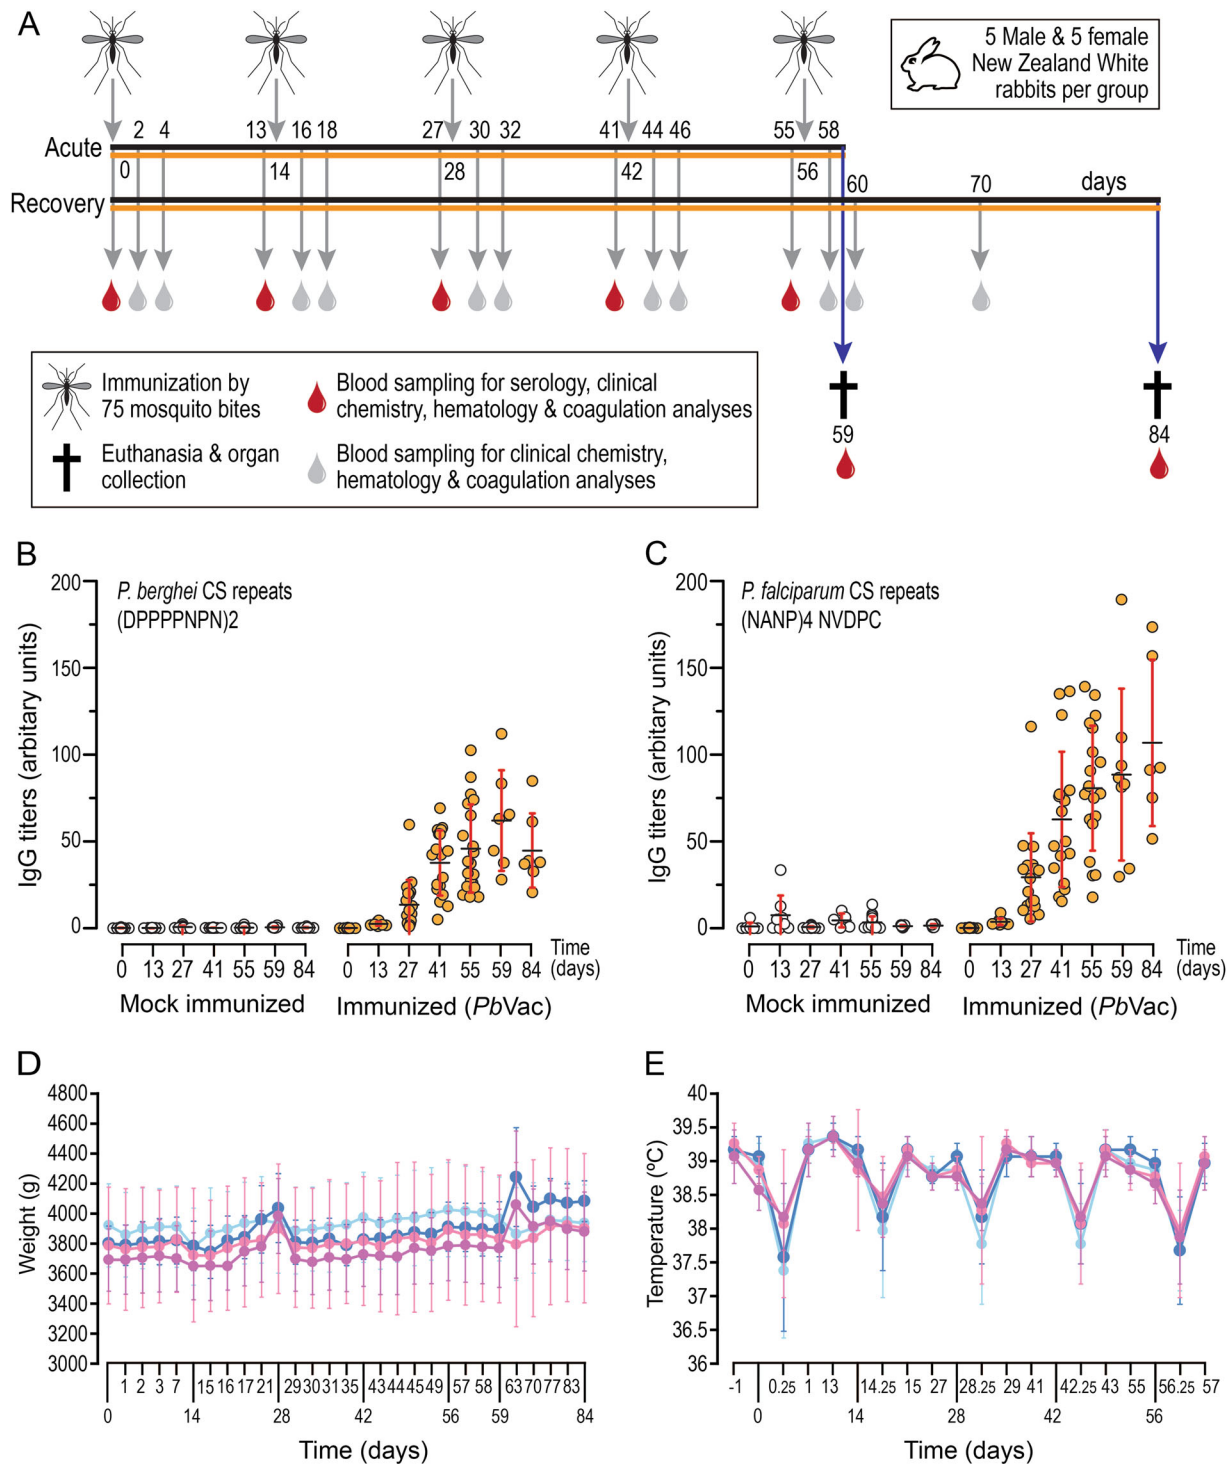 A
5 Male & 5 female
New Zealand White
rabbits per group
2 4 13 16 18 27 30 32 41 44 46 55 58
Acute
0 14 28 42 56
60 70 days
Recovery
Immunization by
75 mosquito bites
Blood sampling for serology, clinical
chemistry, hematology & coagulation analyses
Euthanasia & organ
collection
Blood sampling for clinical chemistry,
hematology & coagulation analyses
59
84
B
P. berghei CS repeats
(DPPPPNPN)2
IgG titers (arbitary units)
200
150
100
50
0
0 13 27 41 55 59 84 0 13 27 41 55 59 84
Time
(days)
Mock immunized
Immunized (PbVac)
C
P. falciparum CS repeats
(NANP)4 NVDPC
IgG titers (arbitary units)
200
150
100
50
0
0 13 27 41 55 59 84 0 13 27 41 55 59 84
Time
(days)
Mock immunized
Immunized (PbVac)
D
Weight (g)
4800
4600
4400
4200
4000
3800
3600
3400
3200
3000
1 2 3 7 15 16 17 21 29 30 31 35 43 44 45 49 57 58 63 70 77 83
0 14 28 42 56 59 84
Time (days)
E
Temperature (ºC)
40
39.5
39
38.5
38
37.5
37
36.5
36
-1 0.25 1 13 14.25 15 27 28.25 29 41 42.25 43 55 56.25 57
0 14 28 42 56
Time (days)